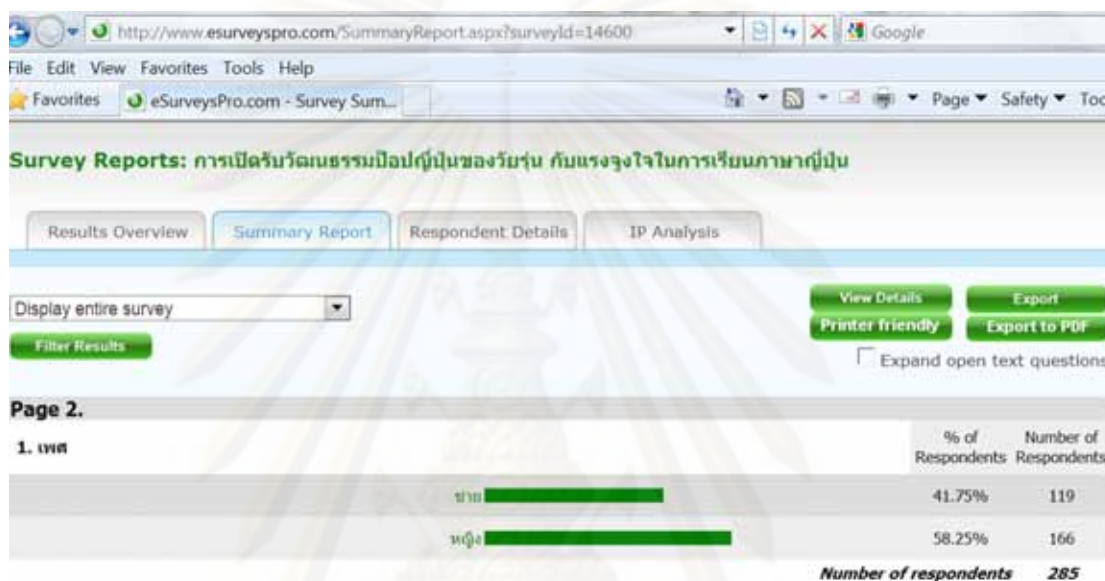 http://www.esurveyspro.com/SummaryReport.aspx?surveyId=14600 Google
File Edit View Favorites Tools Help
Favorites eSurveysPro.com - Survey Sum... Page Safety Too
Survey Reports: การเปิดรับวัฒนธรรมป๊อปญี่ปุ่นของวัยรุ่น กับแรงจูงใจในการเรียนภาษาญี่ปุ่น
Results Overview Summary Report Respondent Details IP Analysis
Display entire survey
View Details Export
Filter Results
Printer friendly Export to PDF
Expand open text questions
Page 2.
1. เพศ
% of Respondents Number of Respondents
ชาย 41.75% 119
หญิง 58.25% 166
Number of respondents 285